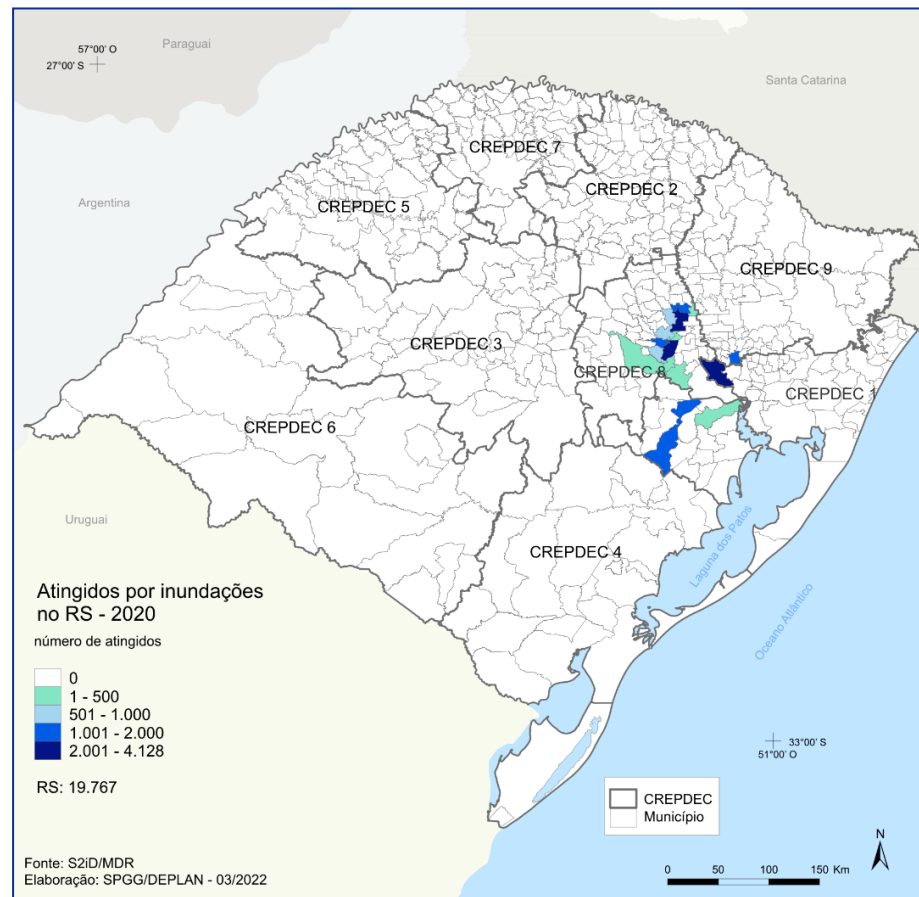 Paraguai
57°00' O
27°00' S
Santa Catarina
CREPDEC 7
CREPDEC 2
Argentina
CREPDEC 5
CREPDEC 9
CREPDEC 3
CREPDEC 8
CREPDEC 1
CREPDEC 6
Uruguai
CREPDEC 4
Laguna dos Patos
Oceano Atlântico
Atingidos por inundações
no RS - 2020
número de atingidos
0
1 - 500
501 - 1.000
1.001 - 2.000
2.001 - 4.128
RS: 19.767
33°00' S
51°00' O
CREPDEC
Município
N
0 50 100 150 Km
Fonte: S2iD/MDR
Elaboração: SPGG/DEPLAN - 03/2022